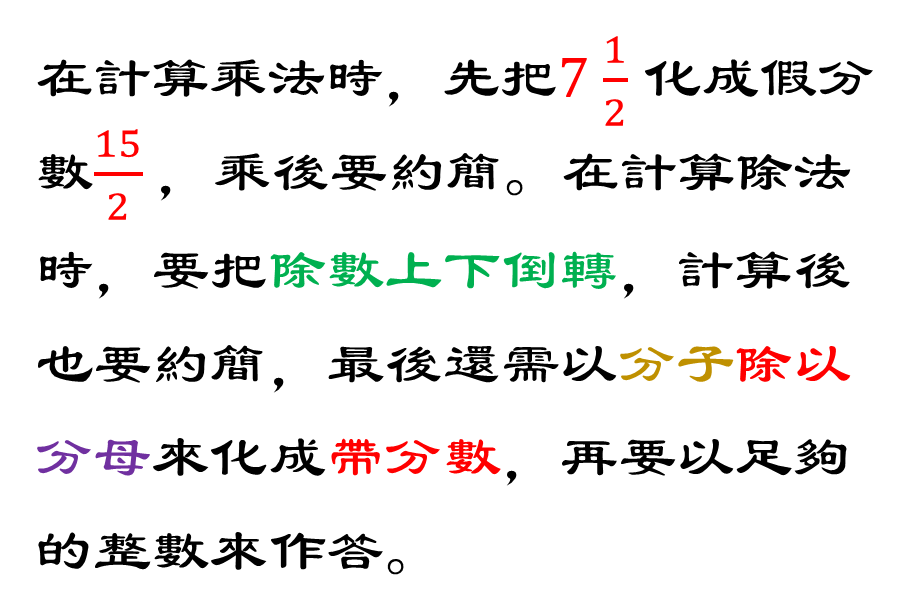 在計算乘法時，先把7 1/2 化成假分
數15/2，乘後要約簡。在計算除法
時，要把除數上下倒轉，計算後
也要約簡，最後還需以分子除以
分母來化成帶分數，再要以足夠
的整數來作答。